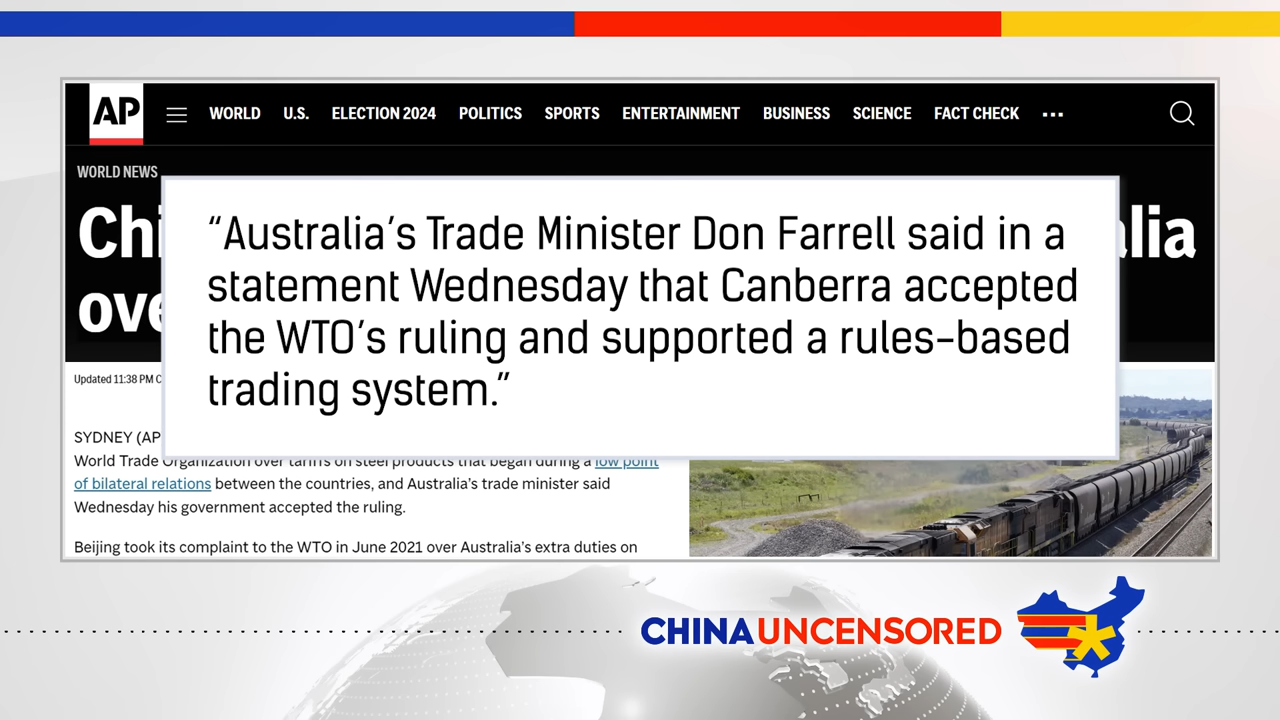 AP
WORLD U.S. ELECTION 2024 POLITICS SPORTS ENTERTAINMENT BUSINESS SCIENCE FACT CHECK ...
WORLD NEWS
“Australia’s Trade Minister Don Farrell said in a
statement Wednesday that Canberra accepted
the WTO’s ruling and supported a rules-based
trading system.”
Updated 11:38 PM
SYDNEY (AP
World Trade Organization over tariffs on steel products that began during a low point
of bilateral relations between the countries, and Australia’s trade minister said
Wednesday his government accepted the ruling.
Beijing took its complaint to the WTO in June 2021 over Australia’s extra duties on
CHINA UNCENSORED